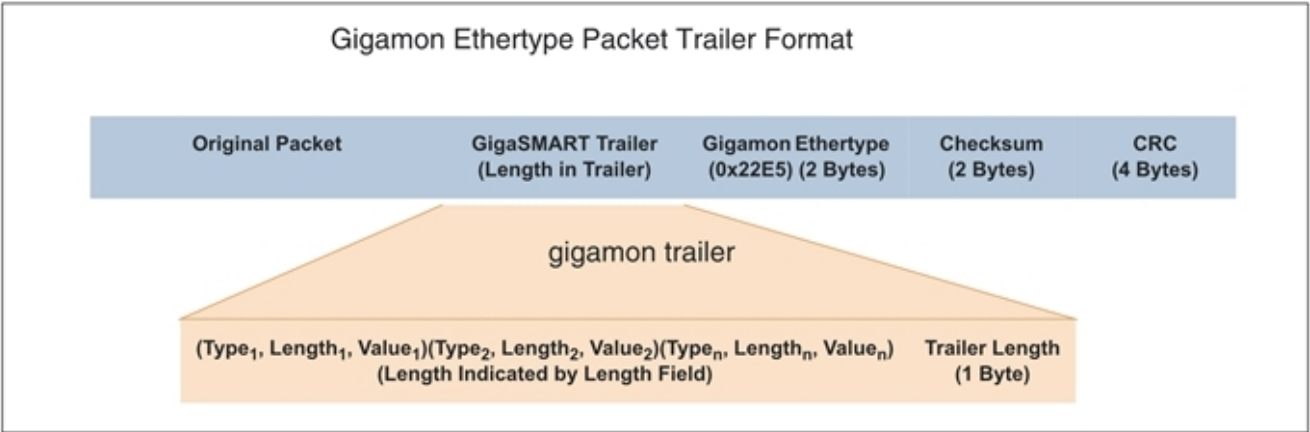 Gigamon Ethertype Packet Trailer Format
Original Packet
GigaSMART Trailer
(Length in Trailer)
Gigamon Ethertype
(0x22E5) (2 Bytes)
Checksum
(2 Bytes)
CRC
(4 Bytes)
gigamon trailer
(Type₁, Length₁, Value₁)(Type₂, Length₂, Value₂)(Typeₙ, Lengthₙ, Valueₙ)
(Length Indicated by Length Field)
Trailer Length
(1 Byte)